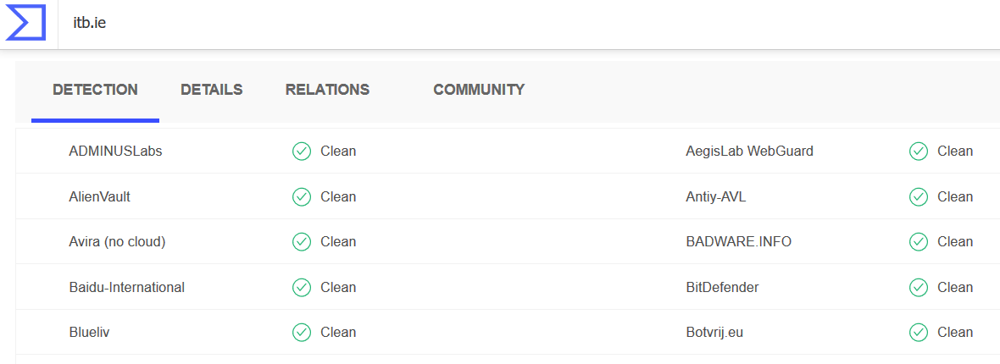 itb.ie
DETECTION DETAILS RELATIONS COMMUNITY
ADMINUSLabs Clean AegisLab WebGuard Clean
AlienVault Clean Antiy-AVL Clean
Avira (no cloud) Clean BADWARE.INFO Clean
Baidu-International Clean BitDefender Clean
Blueliv Clean Botvrij.eu Clean